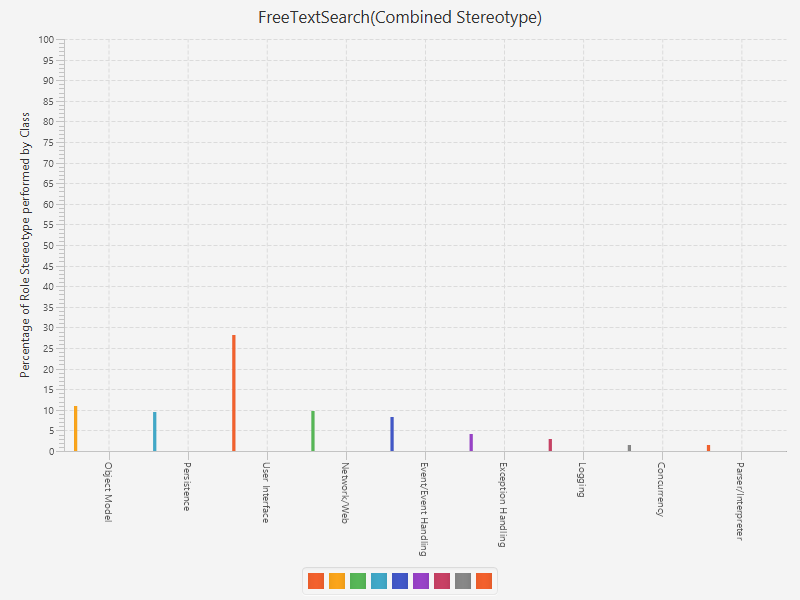 FreeTextSearch(Combined Stereotype)
Percentage of Role Stereotype performed by Class
100
95
90
85
80
75
70
65
60
55
50
45
40
35
30
25
20
15
10
5
0
Object Model
Persistence
User Interface
Network/Web
Event/Event Handling
Exception Handling
Logging
Concurrency
Parser/Interpreter